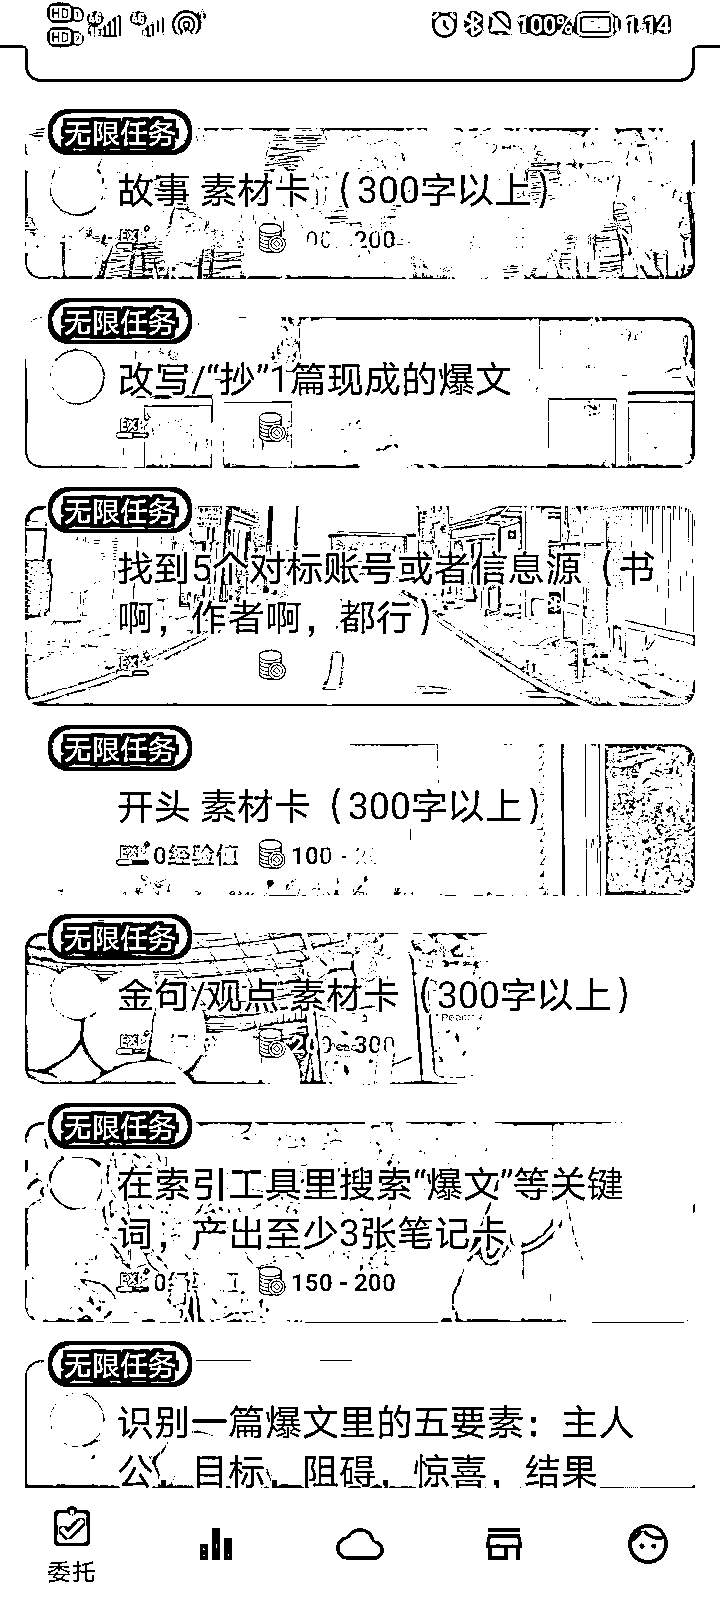 100% 1:14
无限任务
故事 素材卡（300字以上）
200
无限任务
改写/“抄”1篇现成的爆文
无限任务
找到5个对标账号或者信息源（书
啊，作者啊，都行）
无限任务
开头 素材卡（300字以上）
0经验值 100 -
无限任务
金句/观点 素材卡（300字以上）
200 - 300
无限任务
在索引工具里搜索“爆文”等关键
词，产出至少3张笔记卡
0 150 - 200
无限任务
识别一篇爆文里的五要素：主人
公、目标、阻碍、惊喜、结果
委托